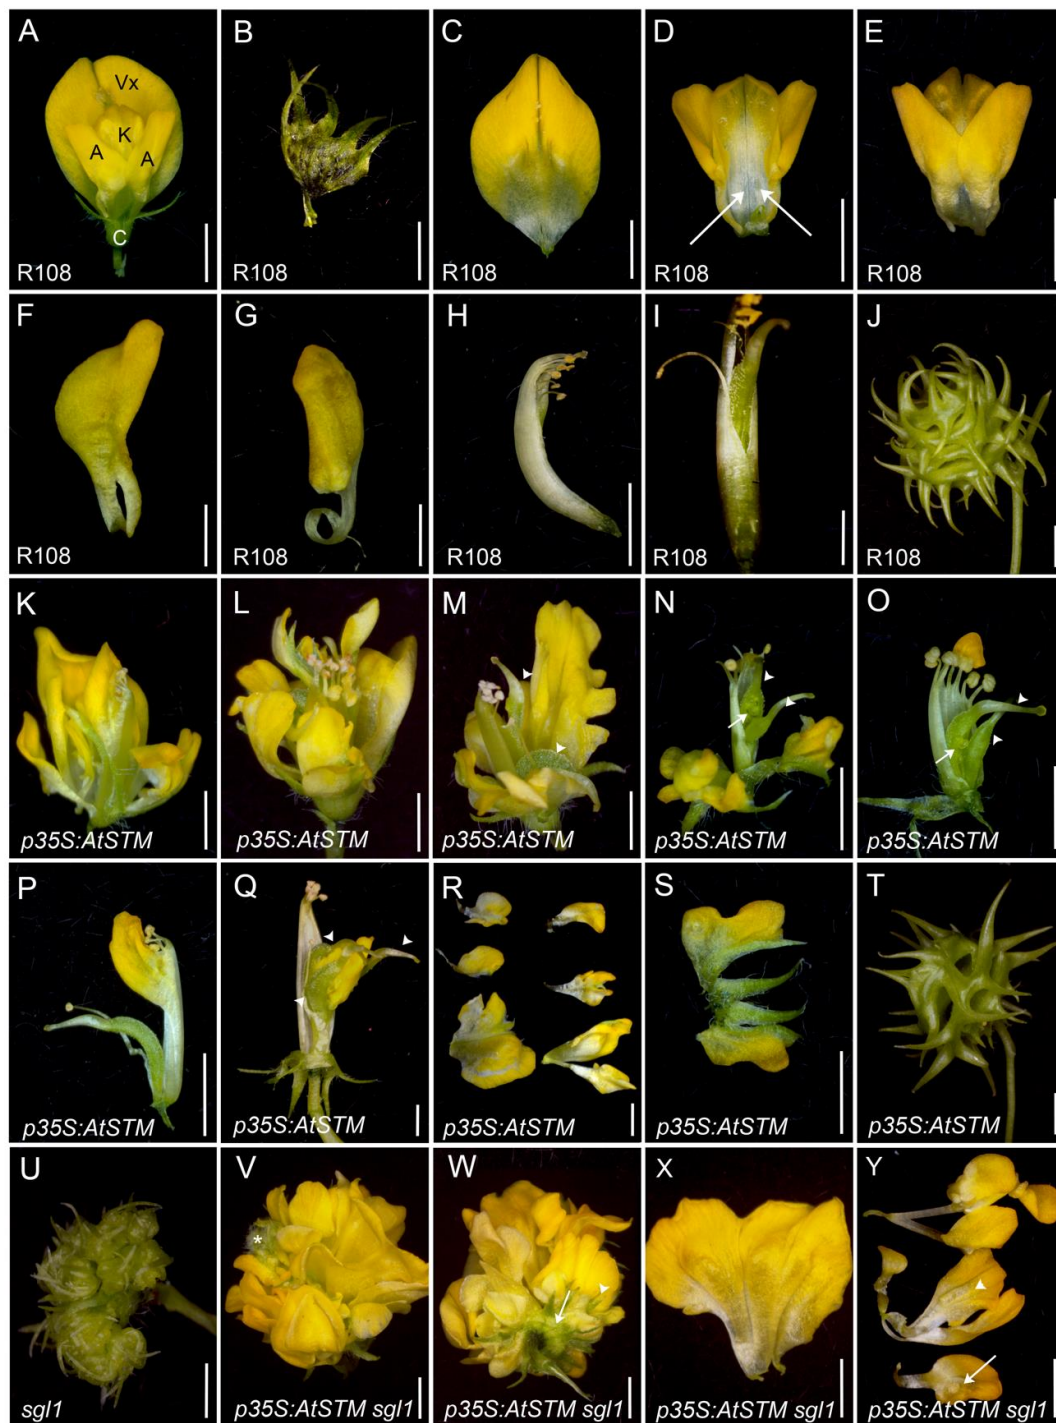 A
Vx
K
A
A
C
R108
B
R108
C
R108
D
R108
E
R108
F
R108
G
R108
H
R108
I
R108
J
R108
K
p35S:AtSTM
L
p35S:AtSTM
M
p35S:AtSTM
N
p35S:AtSTM
O
p35S:AtSTM
P
p35S:AtSTM
Q
p35S:AtSTM
R
p35S:AtSTM
S
p35S:AtSTM
T
p35S:AtSTM
U
sgl1
V
*
p35S:AtSTM sgl1
W
p35S:AtSTM sgl1
X
p35S:AtSTM sgl1
Y
p35S:AtSTM sgl1